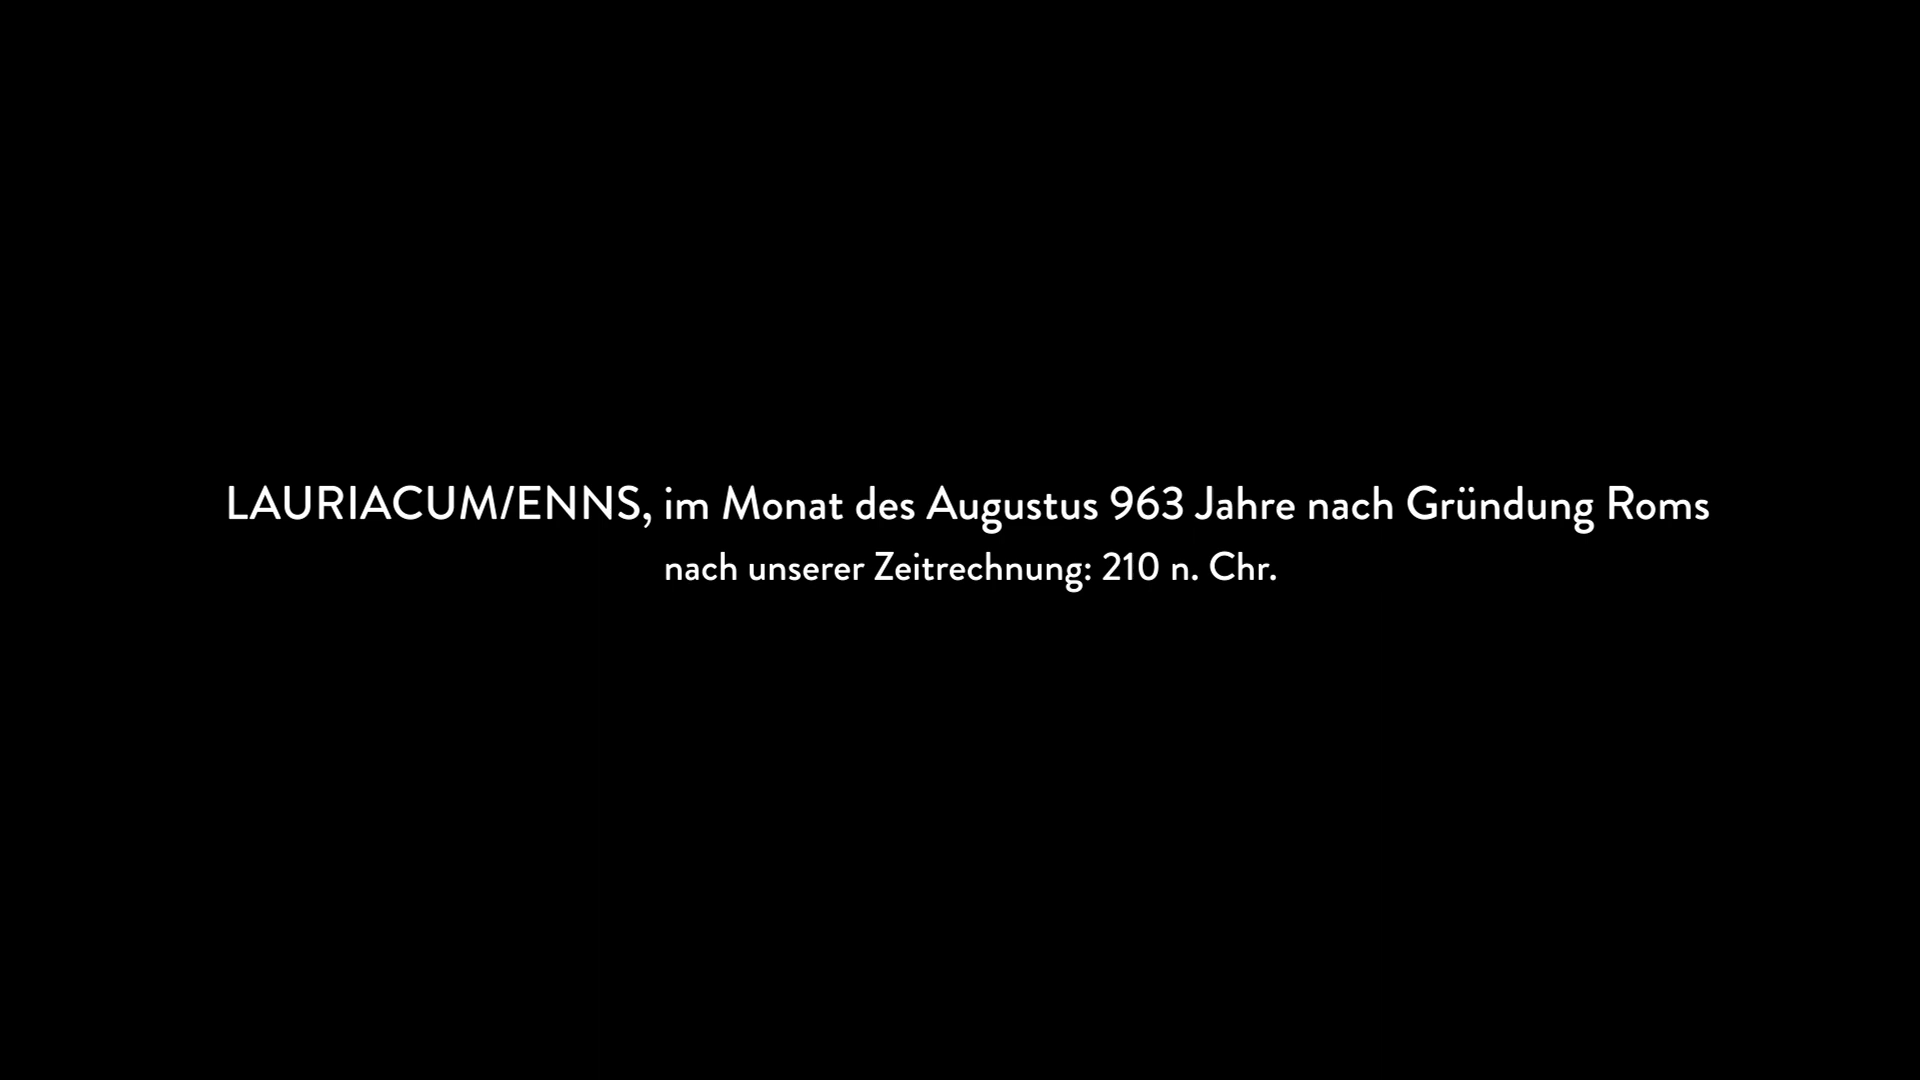 LAURIACUM/ENNS, im Monat des Augustus 963 Jahre nach Gründung Roms
nach unserer Zeitrechnung: 210 n. Chr.